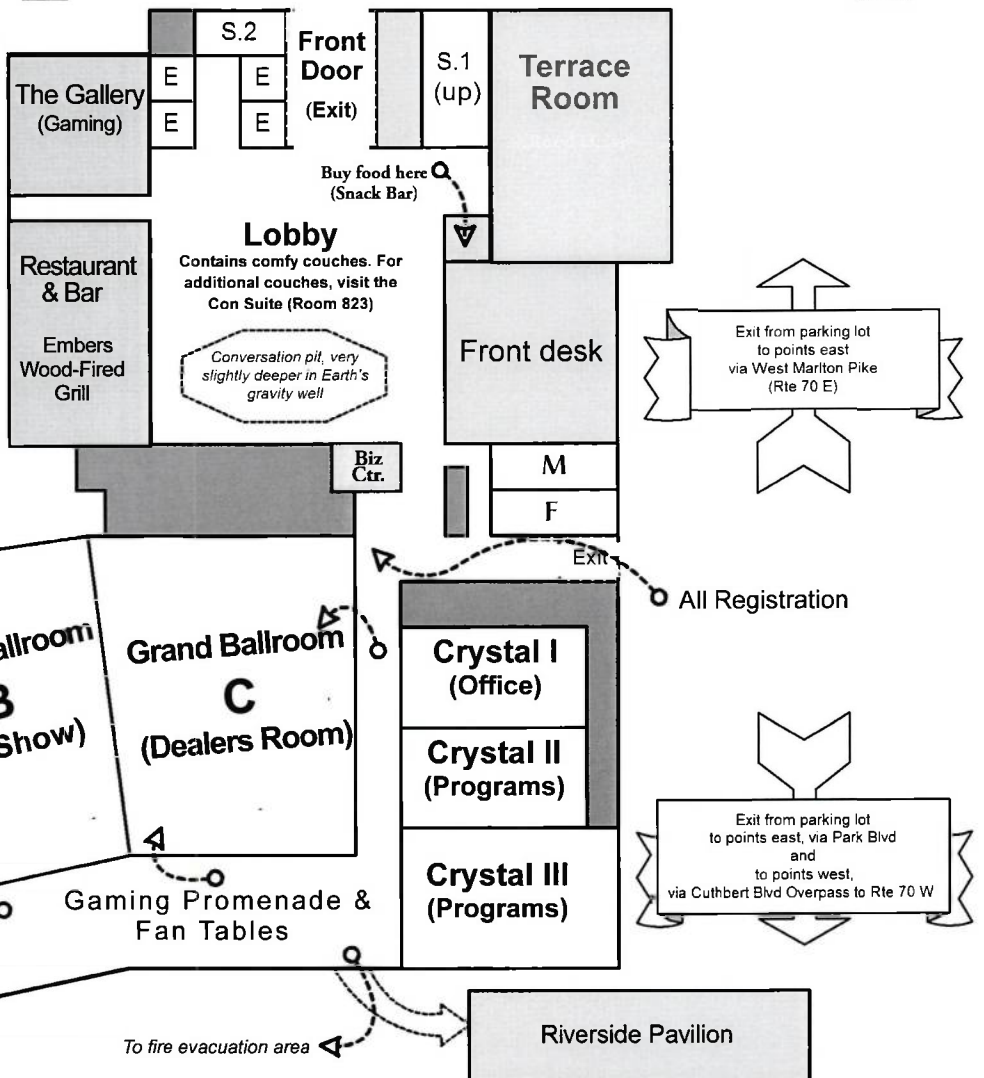 S.2
Front
Door
(Exit)
S.1
(up)
Terrace
Room
E
E
E
E
The Gallery
(Gaming)
Buy food here
(Snack Bar)
Lobby
Contains comfy couches. For
additional couches, visit the
Con Suite (Room 823)
Restaurant
& Bar
Embers
Wood-Fired
Grill
Conversation pit, very
slightly deeper in Earth's
gravity well
Front desk
Exit from parking lot
to points east
via West Marlton Pike
(Rte 70 E)
Biz
Ctr.
M
F
Exit
All Registration
allroom
B
Show)
Grand Ballroom
C
(Dealers Room)
Crystal I
(Office)
Crystal II
(Programs)
Crystal III
(Programs)
Exit from parking lot
to points east, via Park Blvd
and
to points west,
via Cuthbert Blvd Overpass to Rte 70 W
Gaming Promenade &
Fan Tables
To fire evacuation area
Riverside Pavilion